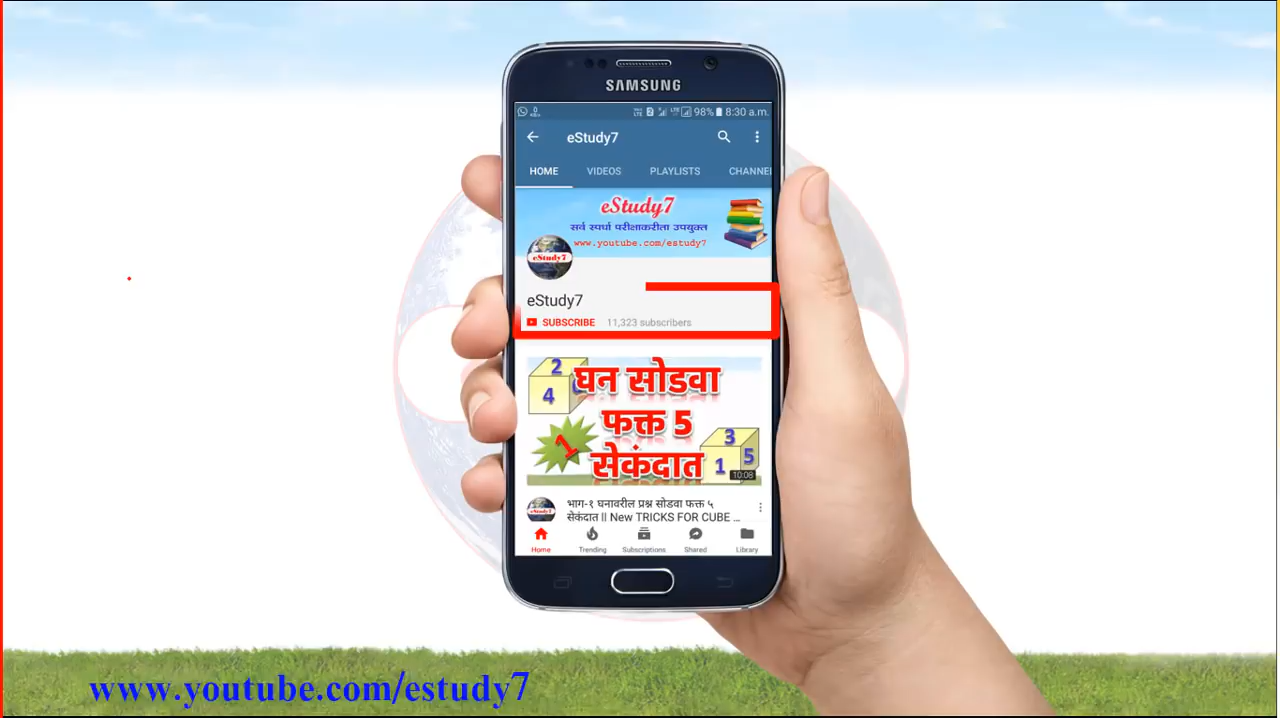 SAMSUNG
98% 8:30 a.m.
eStudy7
HOME VIDEOS PLAYLISTS CHANNEL
eStudy7
सर्व स्पर्धा परीक्षाकरीता उपयुक्त
www.youtube.com/estudy7
eStudy7
eStudy7
SUBSCRIBE 11,323 subscribers
2
4
घन सोडवा
फक्त 5
सेकंदात
1
3
1 5
10:08
eStudy7
भाग-१ घनावरील प्रश्न सोडवा फक्त ५
सेकंदात || New TRICKS FOR CUBE ...
Home Trending Subscriptions Shared Library
www.youtube.com/estudy7